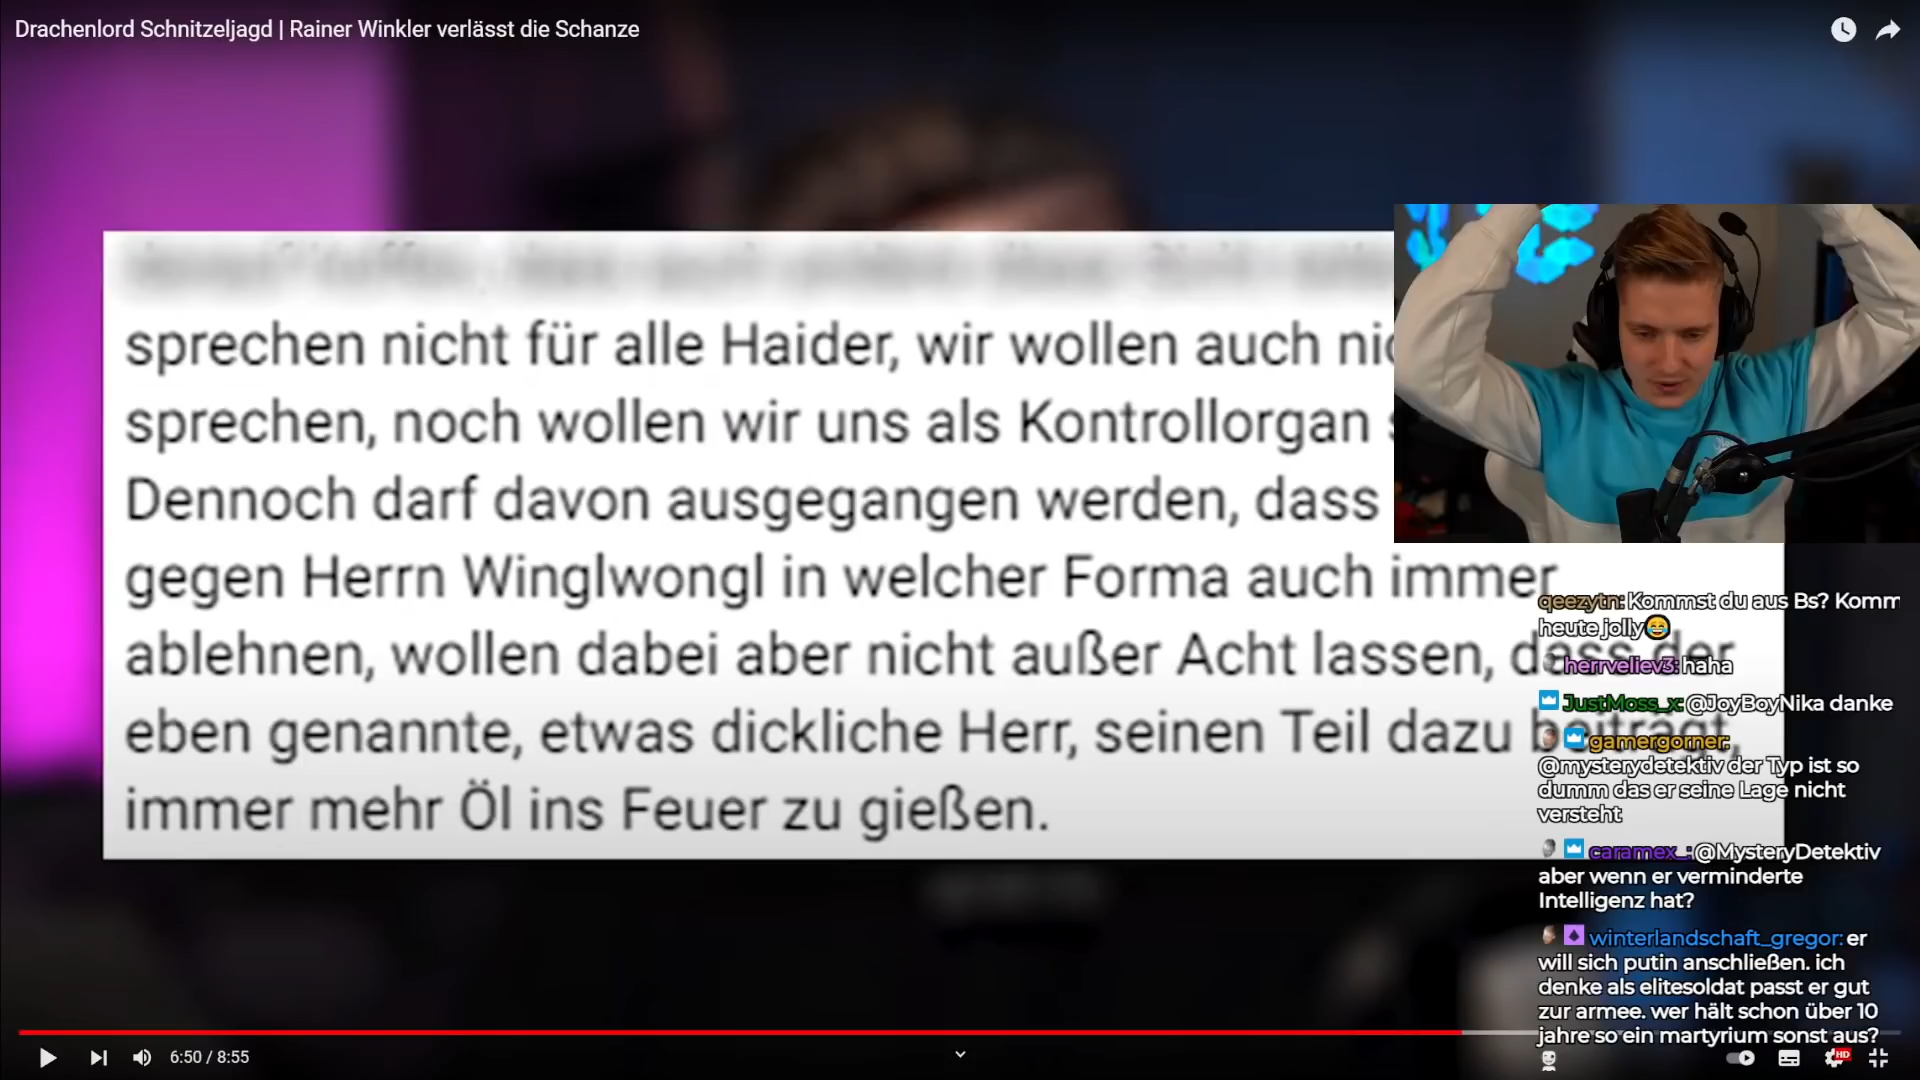 Drachenlord Schnitzeljagd | Rainer Winkler verlässt die Schanze
sprechen nicht für alle Haider, wir wollen auch
sprechen, noch wollen wir uns als Kontrollorgan
Dennoch darf davon ausgegangen werden, dass
gegen Herrn Winglwongl in welcher Forma auch immer
ablehnen, wollen dabei aber nicht außer Acht lassen, dass der
eben genannte, etwas dickliche Herr, seinen Teil dazu beiträgt,
immer mehr Öl ins Feuer zu gießen.
qeezytn: Kommst du aus Bs? Komm
heute jolly😂
herrveliev3: haha
JustMoss_x: @JoyBoyNika danke
gamergorner:
@mysterydetektiv der Typ ist so
dumm das er seine Lage nicht
versteht
caramex_: @MysteryDetektiv
aber wenn er verminderte
Intelligenz hat?
winterlandschaft_gregor: er
will sich putin anschließen. ich
denke als elitesoldat passt er gut
zur armee. wer hält schon über 10
jahre so ein martyrium sonst aus?
6:50 / 8:55
HD